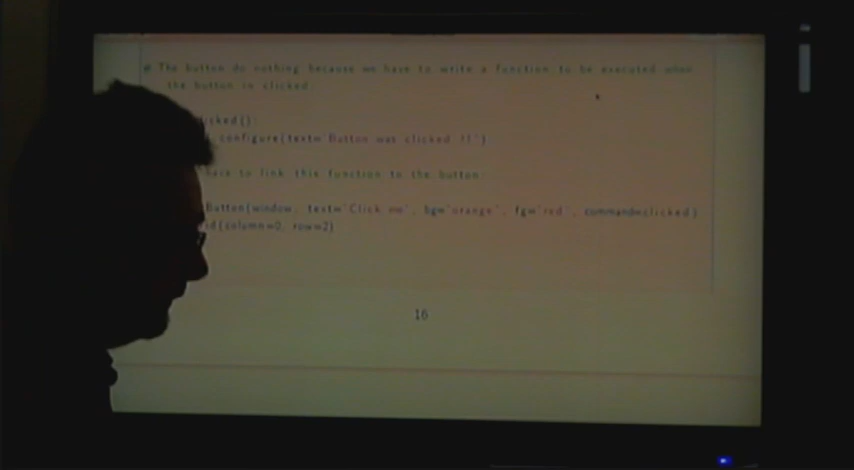 # The button do nothing because we have to write a function to be executed when
the button is clicked:
icked():
configure(text='Button was clicked !!')
have to link this function to the button:
Button(window, text='Click me', bg='orange', fg='red', command=clicked)
id(column=0, row=2)
16